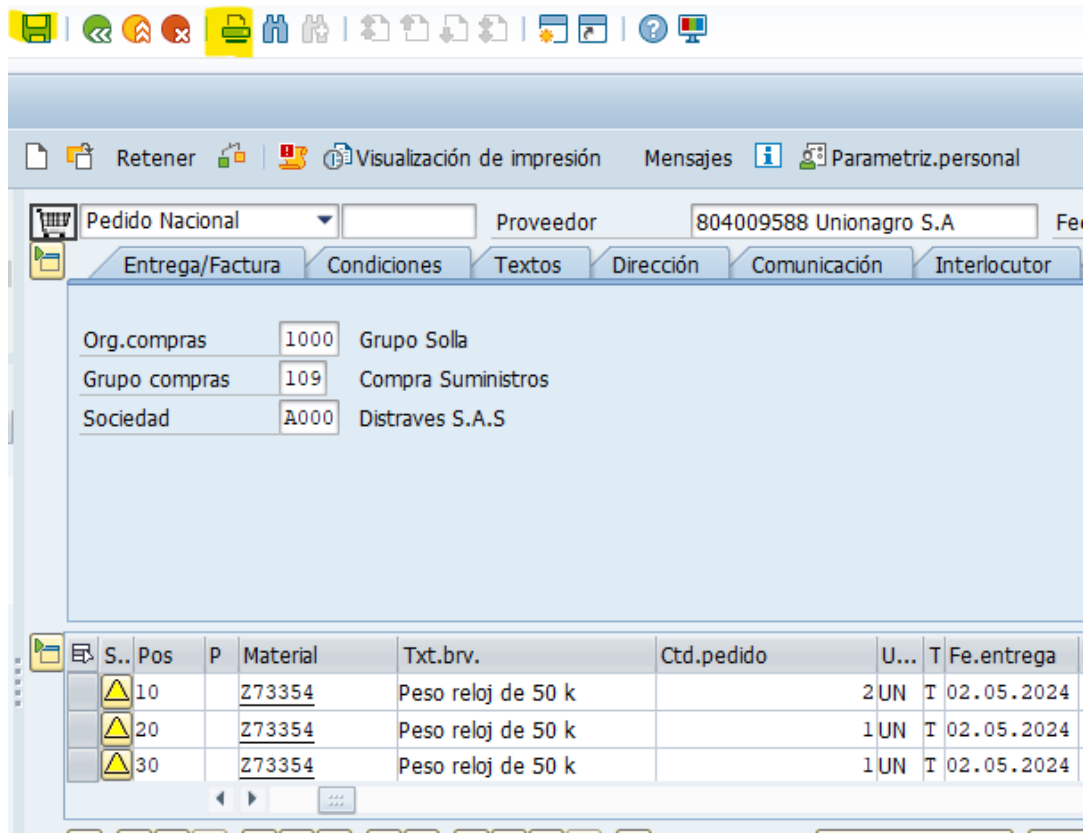 Retener Visualización de impresión Mensajes Parametriz.personal
Pedido Nacional Proveedor 804009588 Unionagro S.A
Entrega/Factura Condiciones Textos Dirección Comunicación Interlocutor
Org.compras 1000 Grupo Solla
Grupo compras 109 Compra Suministros
Sociedad A000 Distraves S.A.S
S.. Pos P Material Txt.brv. Ctd.pedido U... T Fe.entrega
10 Z73354 Peso reloj de 50 k 2 UN T 02.05.2024
20 Z73354 Peso reloj de 50 k 1 UN T 02.05.2024
30 Z73354 Peso reloj de 50 k 1 UN T 02.05.2024